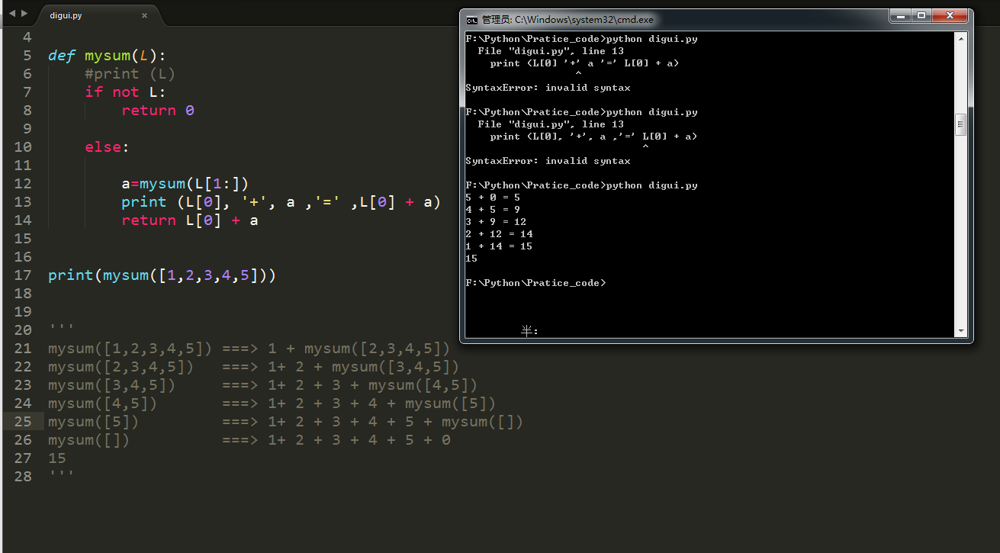 digui.py ×
4
5 def mysum(L):
6     #print (L)
7     if not L:
8         return 0
9
10     else:
11
12         a=mysum(L[1:])
13         print (L[0], '+', a ,'=' ,L[0] + a)
14         return L[0] + a
15
16
17 print(mysum([1,2,3,4,5]))
18
19
20 '''
21 mysum([1,2,3,4,5]) ===> 1 + mysum([2,3,4,5])
22 mysum([2,3,4,5])   ===> 1+ 2 + mysum([3,4,5])
23 mysum([3,4,5])     ===> 1+ 2 + 3 + mysum([4,5])
24 mysum([4,5])       ===> 1+ 2 + 3 + 4 + mysum([5])
25 mysum([5])         ===> 1+ 2 + 3 + 4 + 5 + mysum([])
26 mysum([])          ===> 1+ 2 + 3 + 4 + 5 + 0
27 15
28 '''
管理员: C:\Windows\system32\cmd.exe
F:\Python\Pratice_code>python digui.py
  File "digui.py", line 13
    print (L[0] '+' a '=' L[0] + a)
                  ^
SyntaxError: invalid syntax
F:\Python\Pratice_code>python digui.py
  File "digui.py", line 13
    print (L[0], '+', a ,'=' L[0] + a)
                             ^
SyntaxError: invalid syntax
F:\Python\Pratice_code>python digui.py
5 + 0 = 5
4 + 5 = 9
3 + 9 = 12
2 + 12 = 14
1 + 14 = 15
15
F:\Python\Pratice_code>
半: